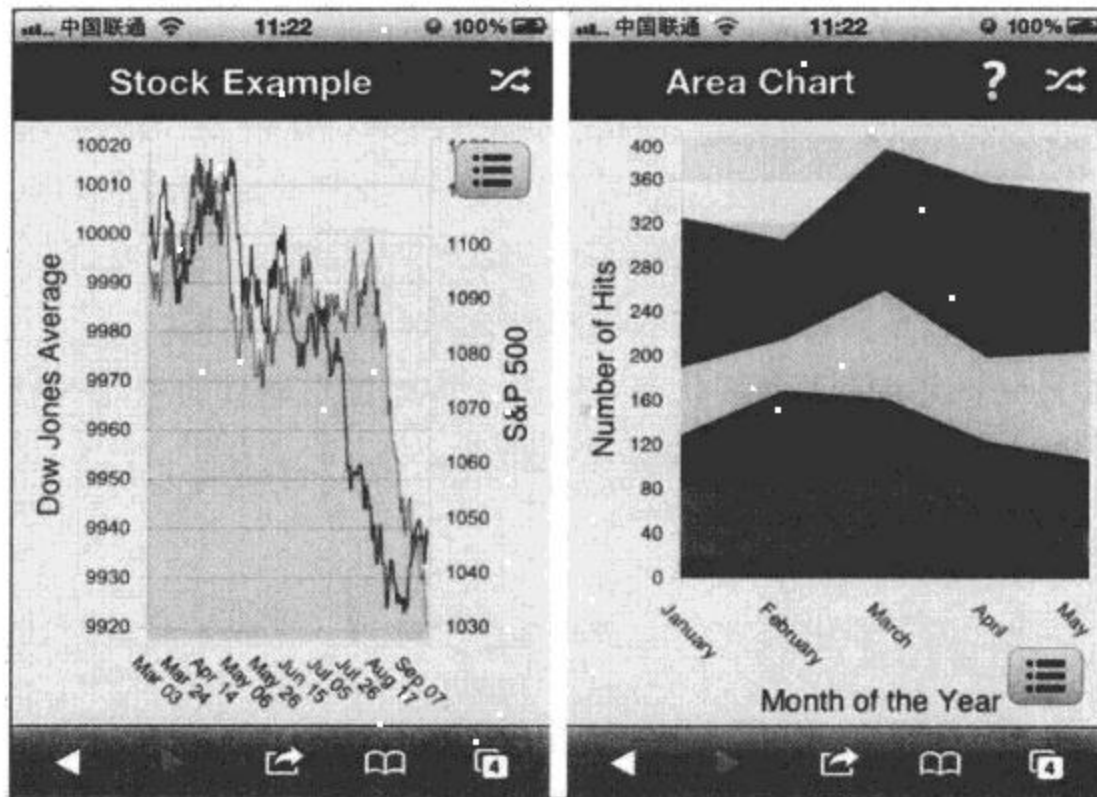 中国联通 11:22 100%
Stock Example
10020
10010
10000
9990
9980
9970
9960
9950
9940
9930
9920
Dow Jones Average
1100
1090
1080
1070
1060
1050
1040
1030
S&P 500
Mar 03
Mar 24
Apr 14
May 06
May 26
Jun 15
Jul 05
Jul 26
Aug 17
Sep 07
4
中国联通 11:22 100%
Area Chart ?
400
360
320
280
240
200
160
120
80
40
0
Number of Hits
January
February
March
April
May
Month of the Year
4